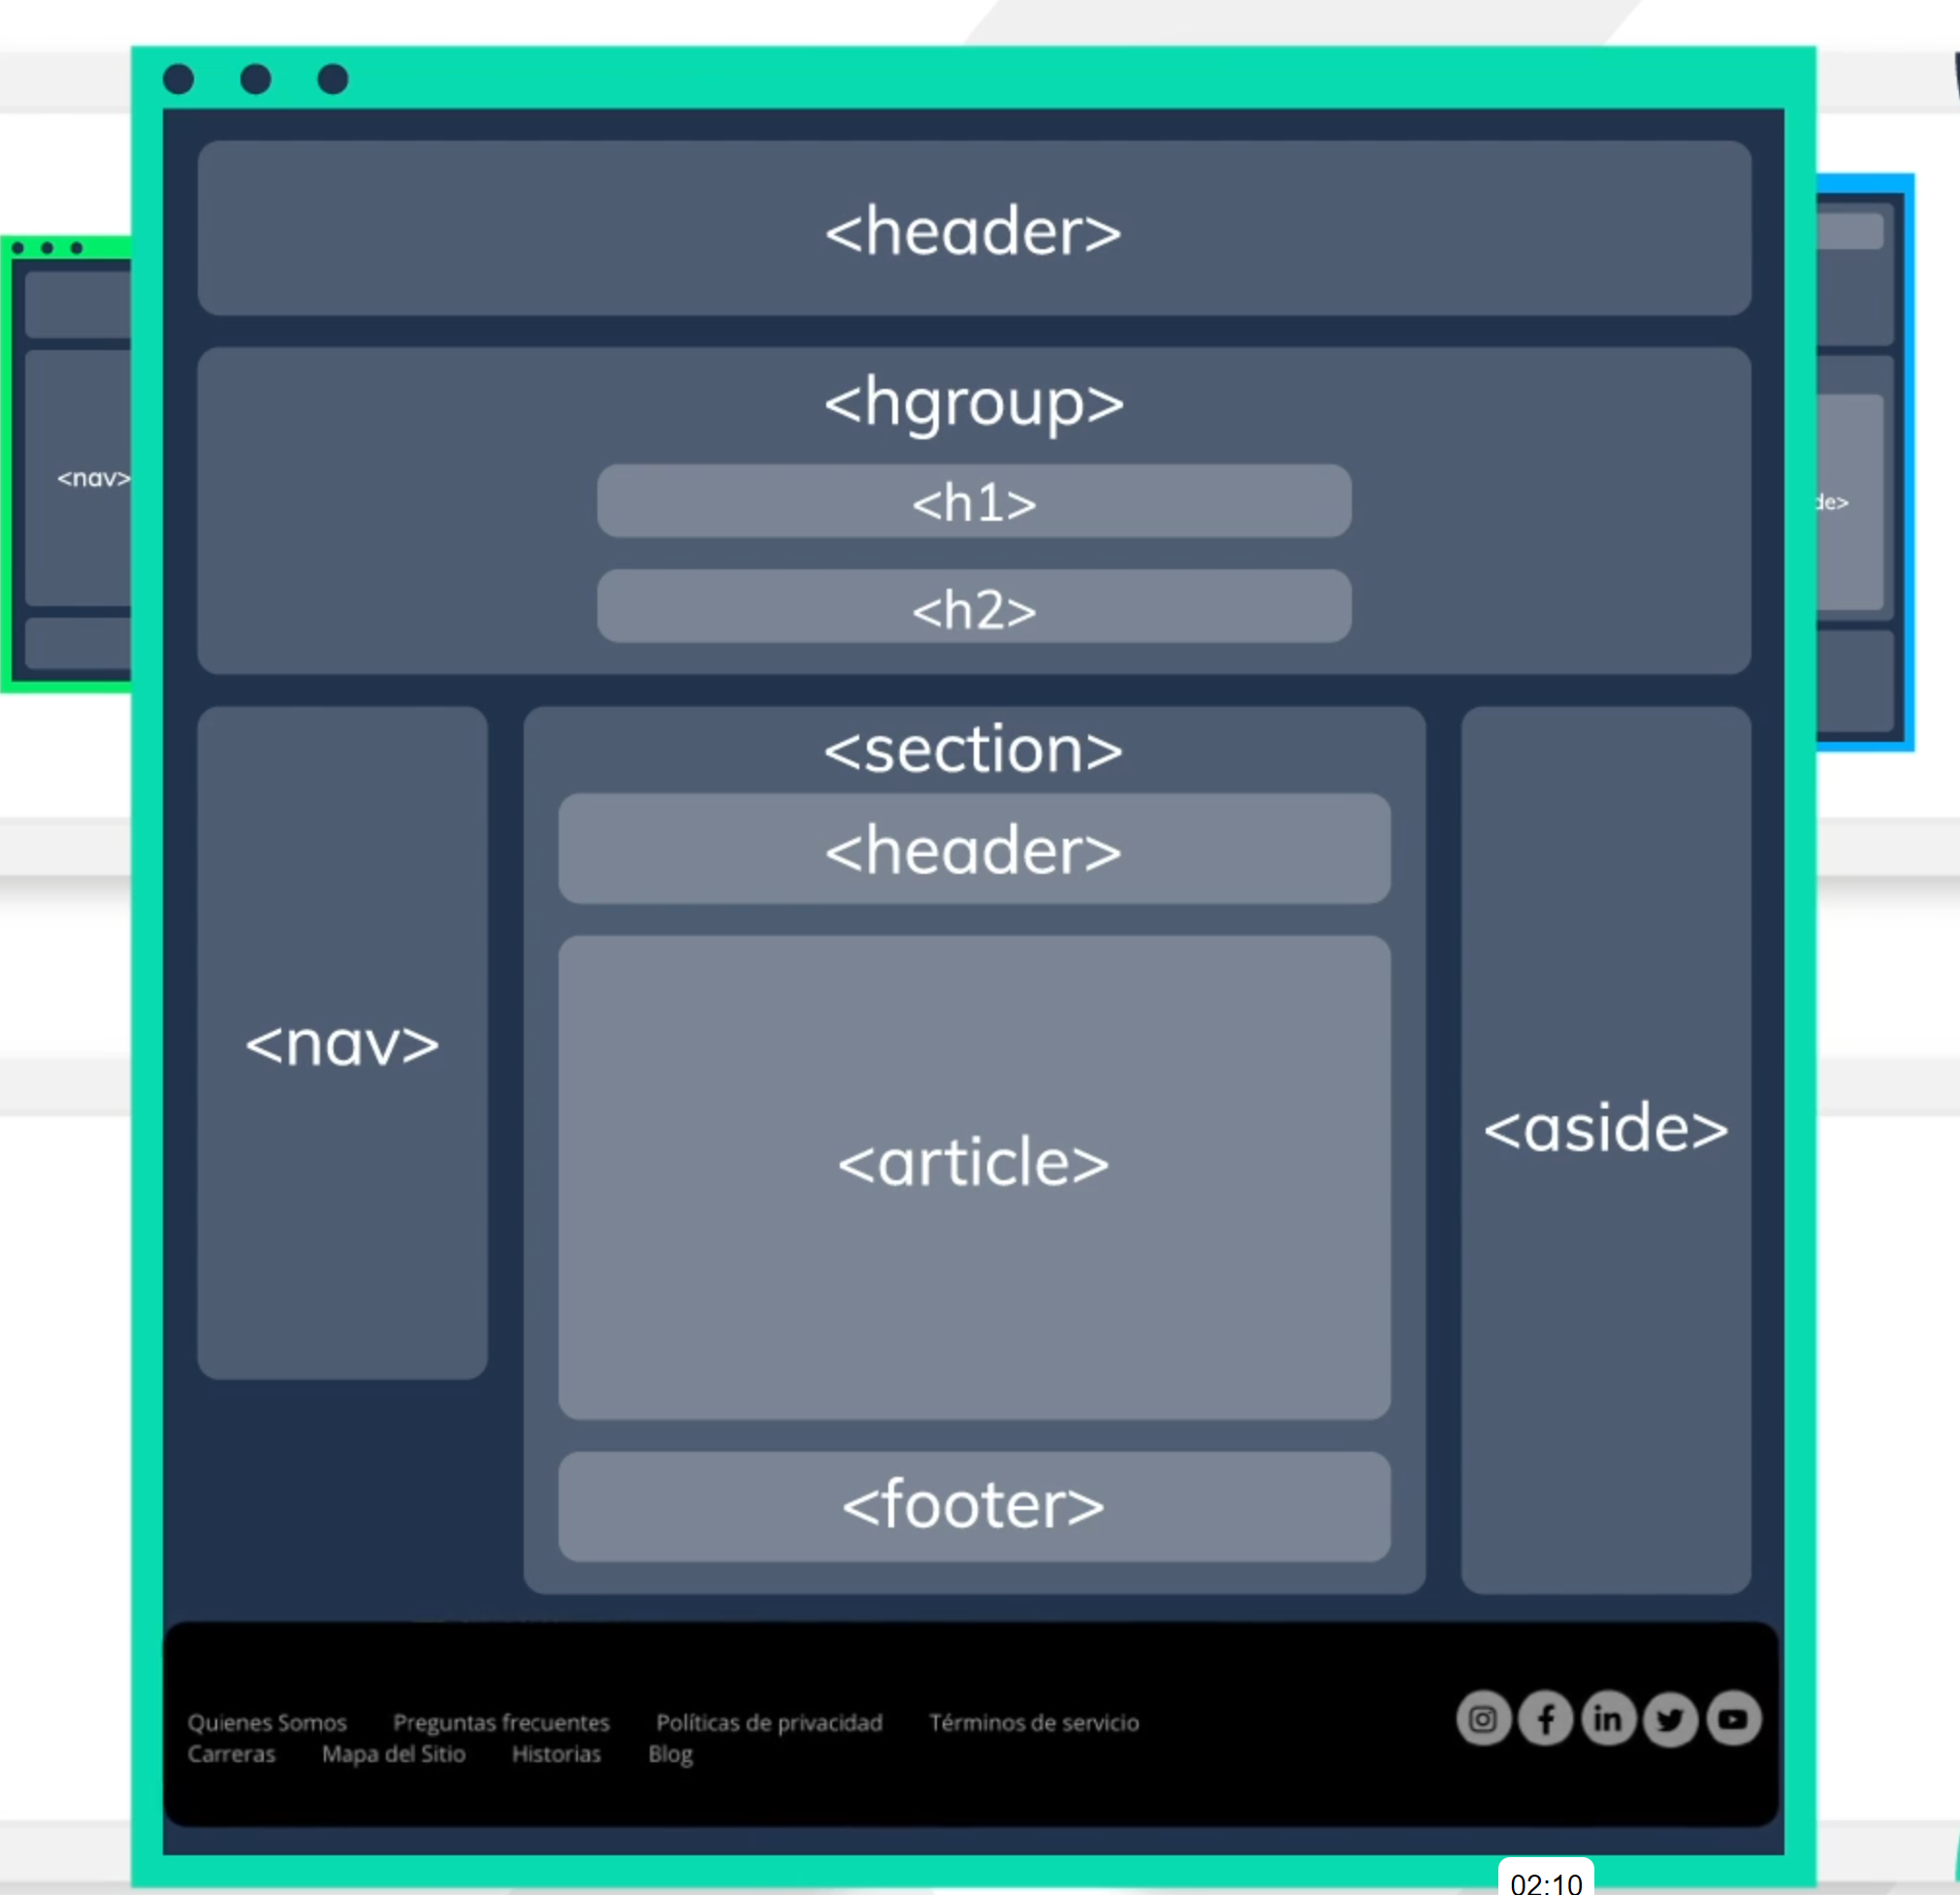 <header>
<hgroup>
<h1>
<h2>
<nav>
de>
<section>
<header>
<nav>
<article>
<aside>
<footer>
Quienes Somos Preguntas frecuentes Políticas de privacidad Términos de servicio
Carreras Mapa del Sitio Historias Blog
02:10